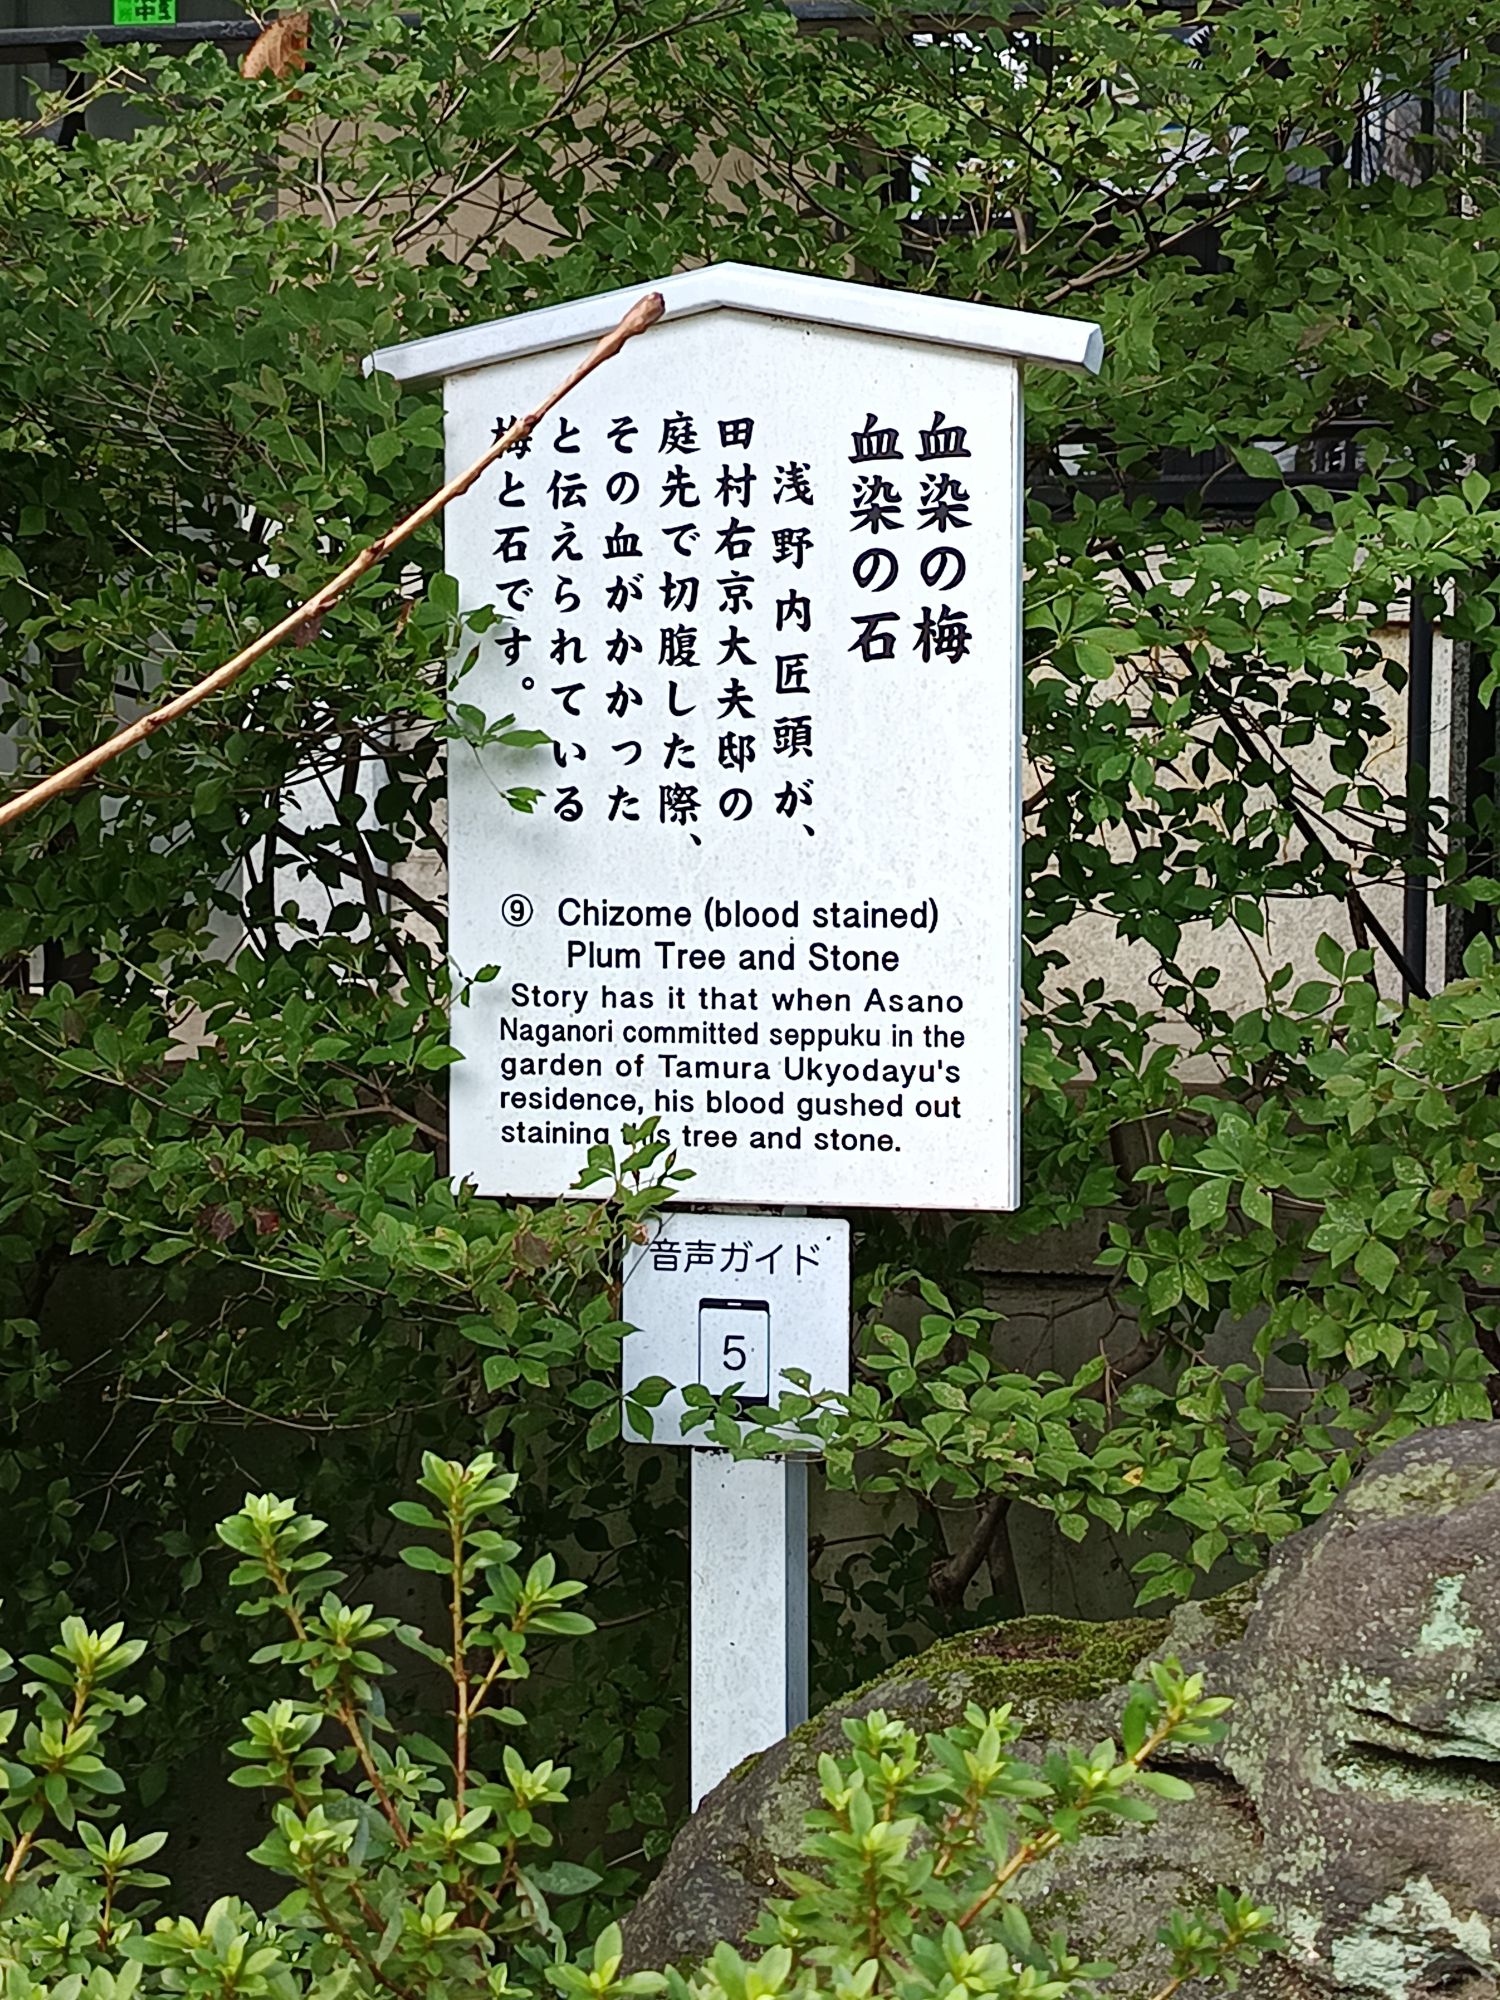 血染の梅
血染の石
浅野内匠頭が、
田村右京大夫邸の
庭先で切腹した際、
その血がかかった
と伝えられている
梅と石です。
⑨ Chizome (blood stained)
Plum Tree and Stone
Story has it that when Asano
Naganori committed seppuku in the
garden of Tamura Ukyodayu's
residence, his blood gushed out
staining this tree and stone.
音声ガイド
5